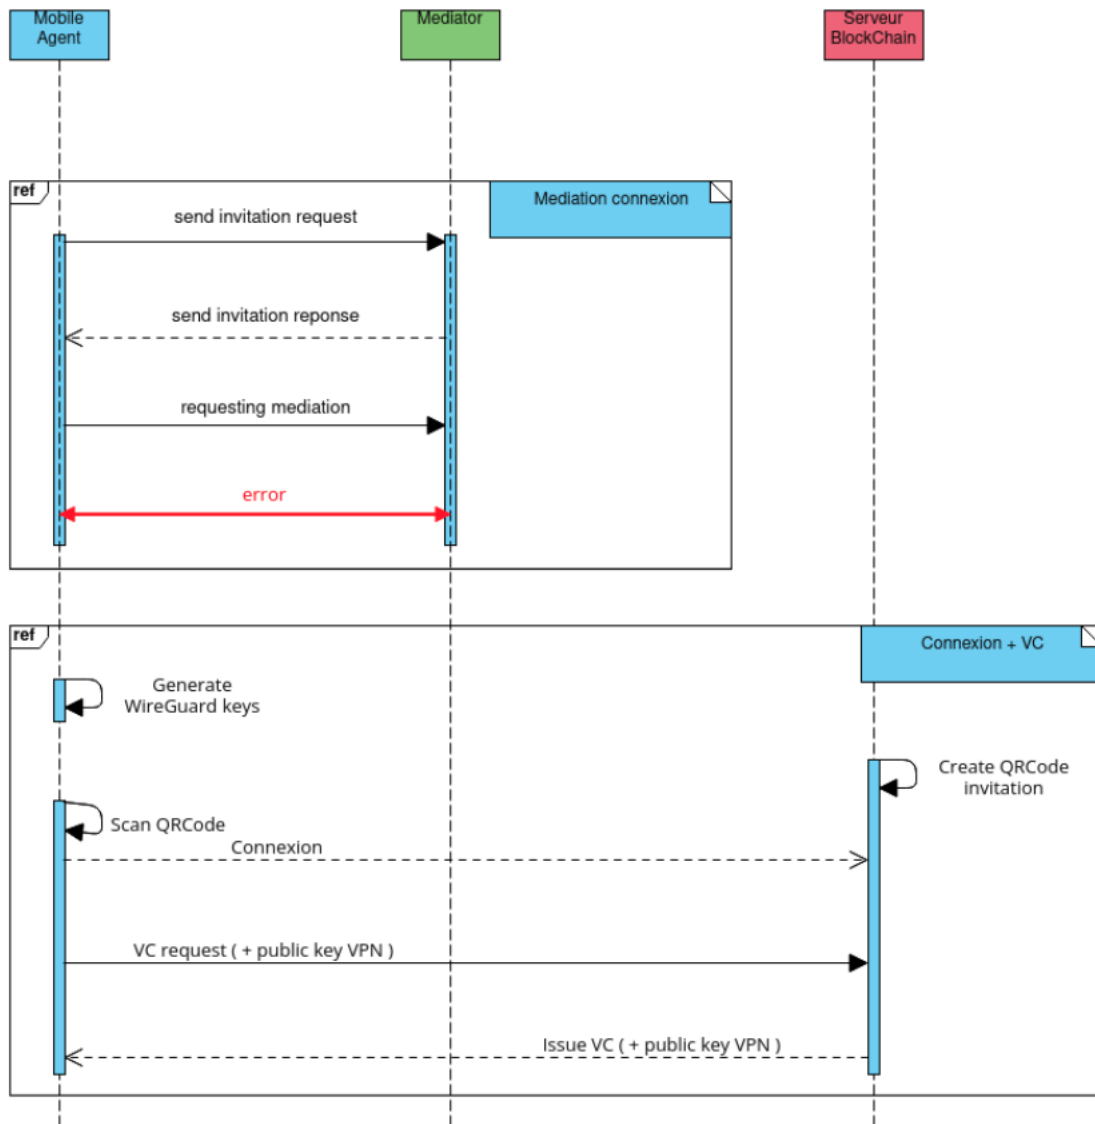 Mobile
Agent
Mediator
Serveur
BlockChain
ref
Mediation connexion
send invitation request
send invitation reponse
requesting mediation
error
ref
Connexion + VC
Generate
WireGuard keys
Create QRCode
invitation
Scan QRCode
Connexion
VC request ( + public key VPN )
Issue VC ( + public key VPN )